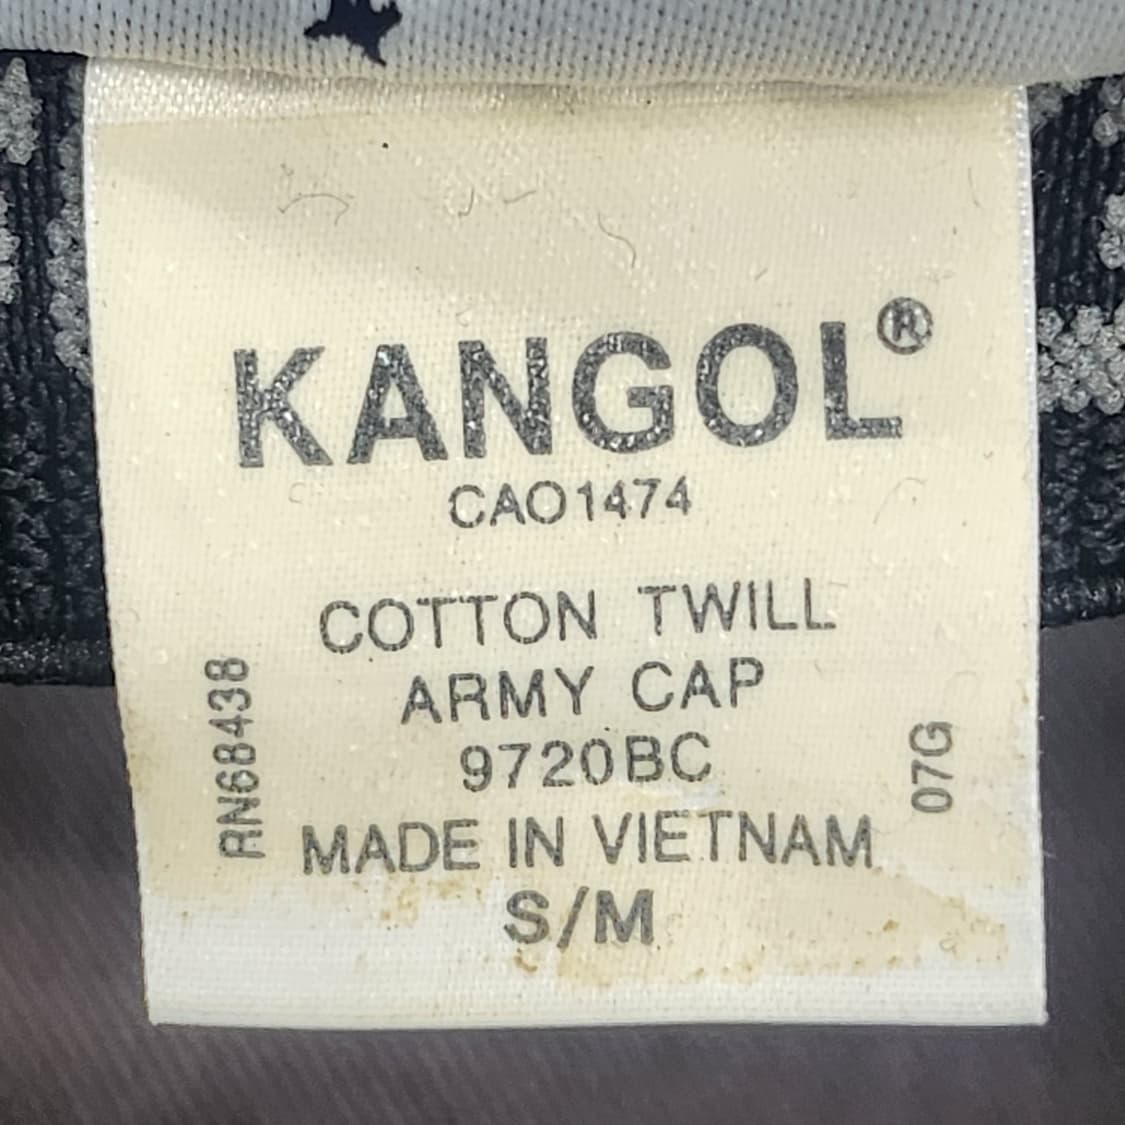 KANGOL®
CAO1474
COTTON TWILL
ARMY CAP
9720BC
MADE IN VIETNAM
S/M
RN68438
07G